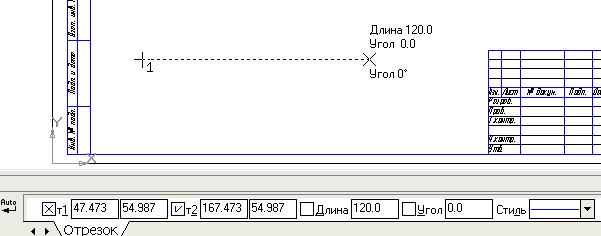 Длина 120.0
Угол 0.0
Угол 0°
1
Взам. инв. №
Подп. и дата
Инв. № подл.
Y
X
Изм. Лист № докум. Подп. Да
Разраб.
Пров.
Т.контр.
Н.контр.
Утв.
Auto т1 47.473 54.987 т2 167.473 54.987 Длина 120.0 Угол 0.0 Стиль
Отрезок